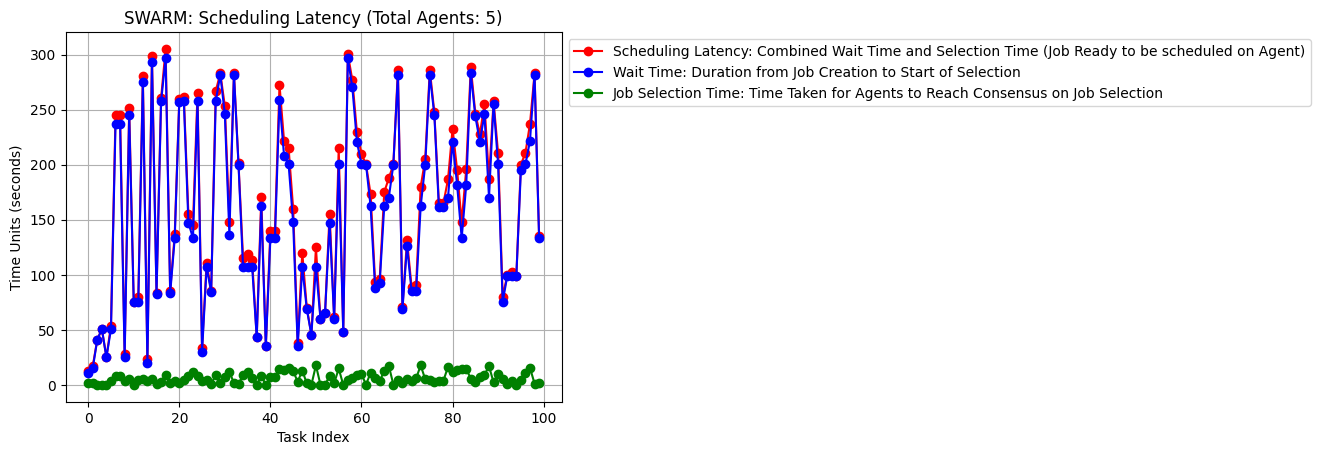 SWARM: Scheduling Latency (Total Agents: 5)
Scheduling Latency: Combined Wait Time and Selection Time (Job Ready to be scheduled on Agent)
Wait Time: Duration from Job Creation to Start of Selection
Job Selection Time: Time Taken for Agents to Reach Consensus on Job Selection
Time Units (seconds)
300
250
200
150
100
50
0
0 20 40 60 80 100
Task Index